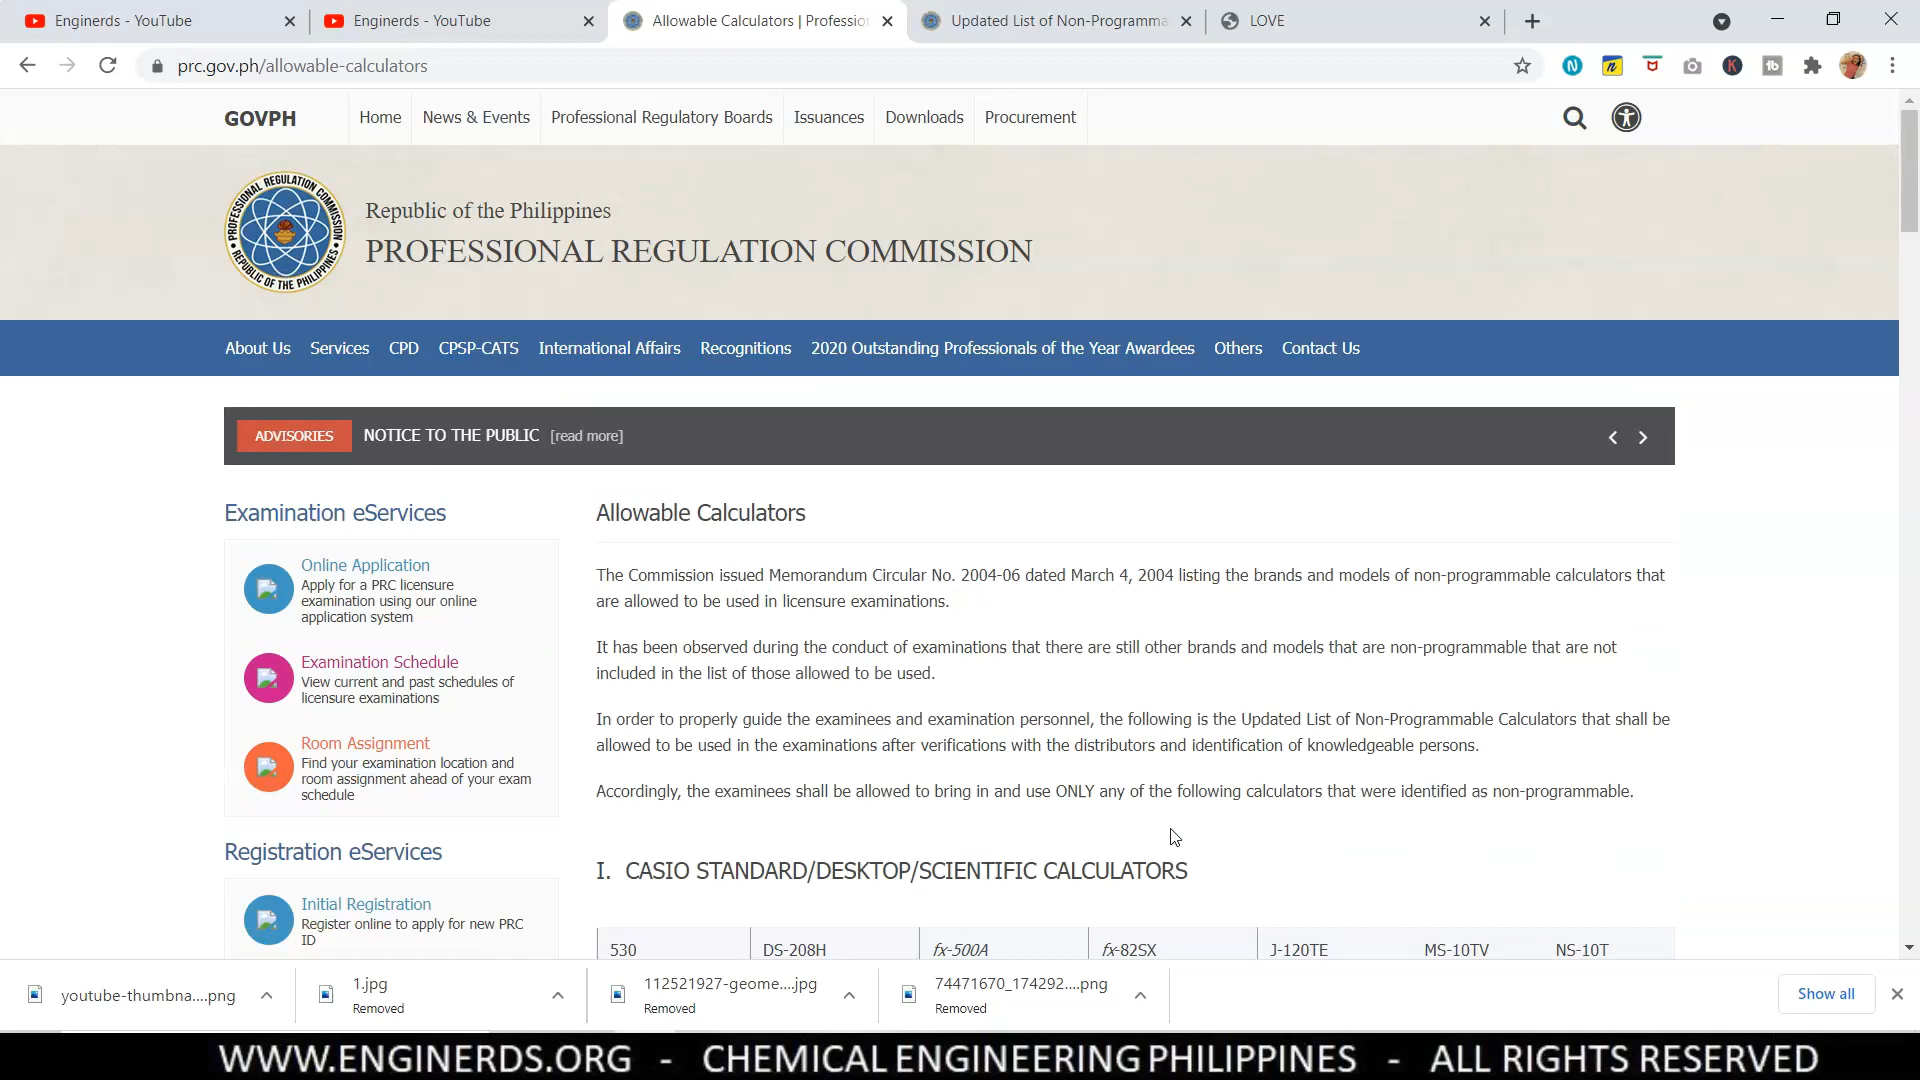 Enginerds - YouTube
Enginerds - YouTube
Allowable Calculators | Professio
Updated List of Non-Programma
LOVE
prc.gov.ph/allowable-calculators
GOVPH
Home
News & Events
Professional Regulatory Boards
Issuances
Downloads
Procurement
PROFESSIONAL REGULATION COMMISSION
REPUBLIC OF THE PHILIPPINES
Republic of the Philippines
PROFESSIONAL REGULATION COMMISSION
About Us
Services
CPD
CPSP-CATS
International Affairs
Recognitions
2020 Outstanding Professionals of the Year Awardees
Others
Contact Us
ADVISORIES
NOTICE TO THE PUBLIC [read more]
Examination eServices
Online Application
Apply for a PRC licensure
examination using our online
application system
Examination Schedule
View current and past schedules of
licensure examinations
Room Assignment
Find your examination location and
room assignment ahead of your exam
schedule
Registration eServices
Initial Registration
Register online to apply for new PRC
ID
Allowable Calculators
The Commission issued Memorandum Circular No. 2004-06 dated March 4, 2004 listing the brands and models of non-programmable calculators that
are allowed to be used in licensure examinations.
It has been observed during the conduct of examinations that there are still other brands and models that are non-programmable that are not
included in the list of those allowed to be used.
In order to properly guide the examinees and examination personnel, the following is the Updated List of Non-Programmable Calculators that shall be
allowed to be used in the examinations after verifications with the distributors and identification of knowledgeable persons.
Accordingly, the examinees shall be allowed to bring in and use ONLY any of the following calculators that were identified as non-programmable.
I. CASIO STANDARD/DESKTOP/SCIENTIFIC CALCULATORS
530
DS-208H
fx-500A
fx-82SX
J-120TE
MS-10TV
NS-10T
youtube-thumbna....png
1.jpg
Removed
112521927-geome....jpg
Removed
74471670_174292....png
Removed
Show all
WWW.ENGINERDS.ORG - CHEMICAL ENGINEERING PHILIPPINES - ALL RIGHTS RESERVED